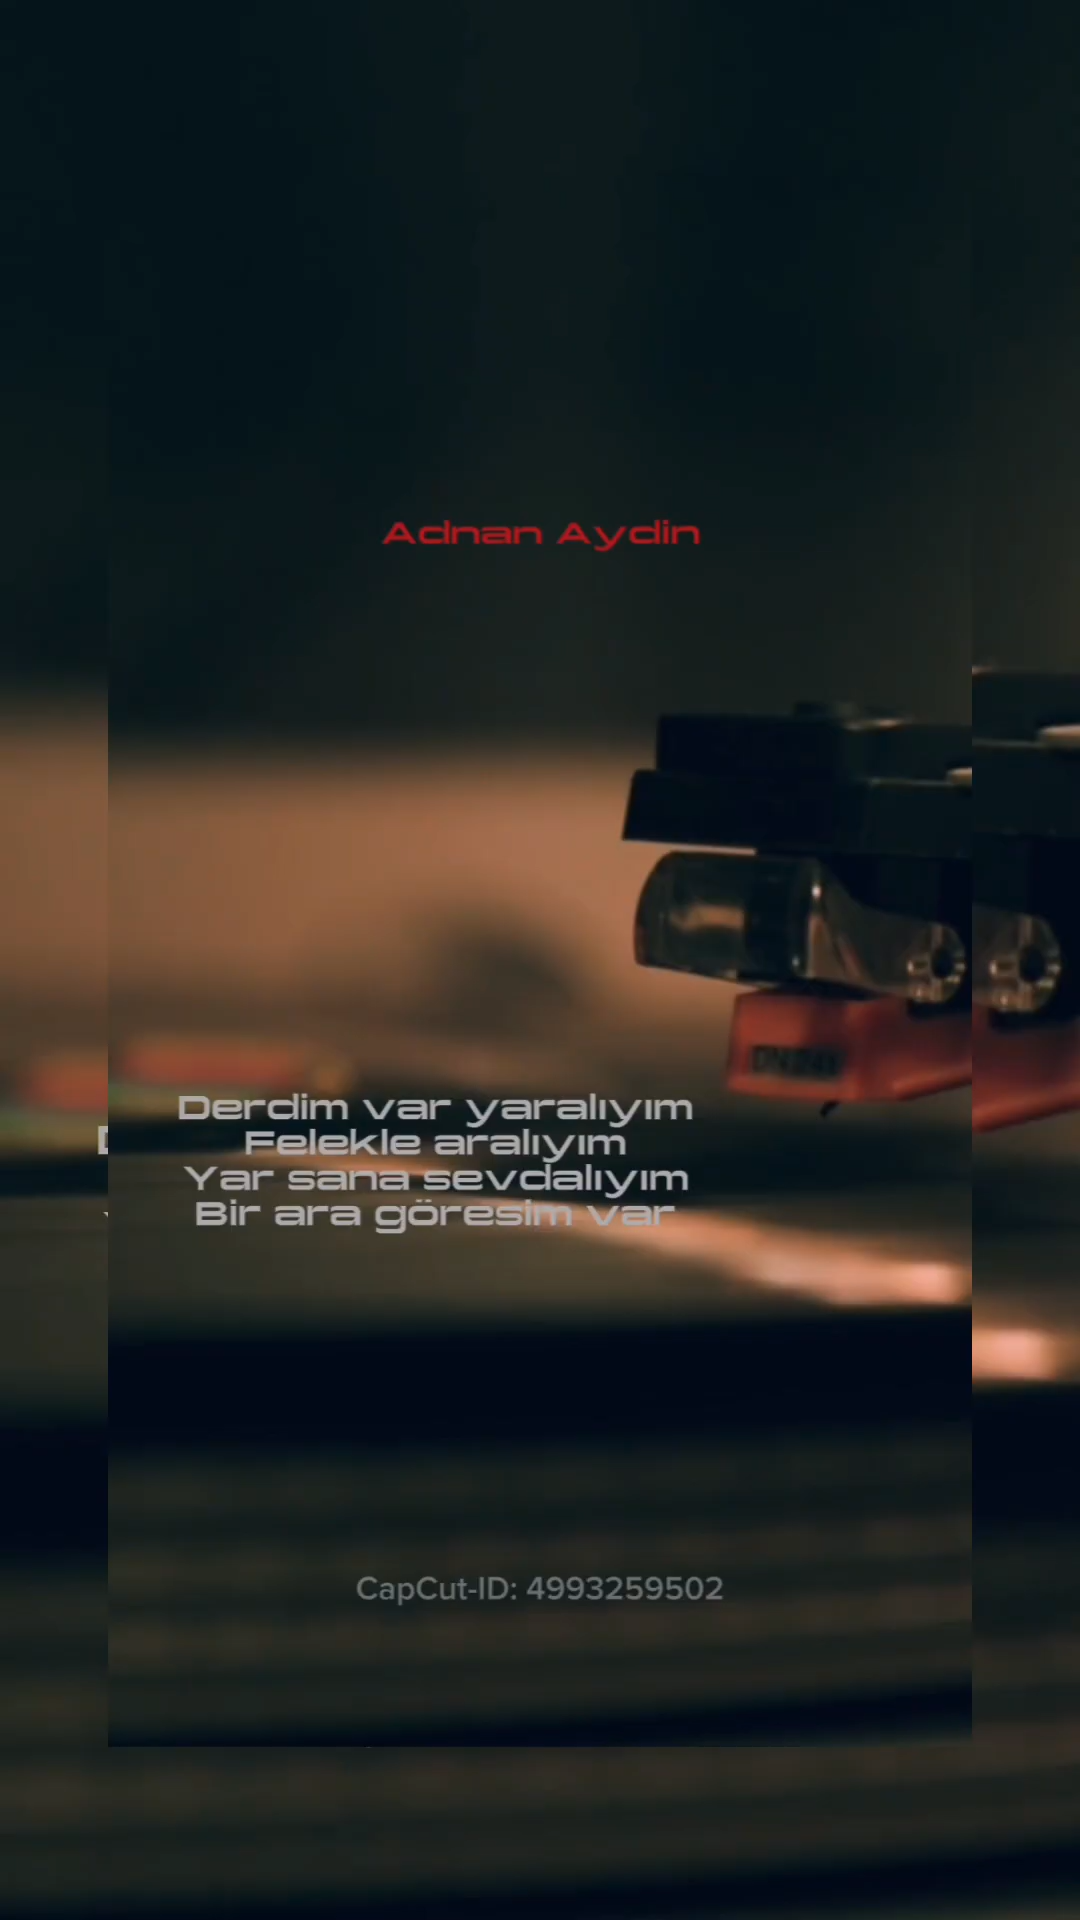 Adnan Aydin
Derdim var yaralıyım
Felekle aralıyım
Yar sana sevdalıyım
Bir ara göresim var
CapCut-ID: 4993259502